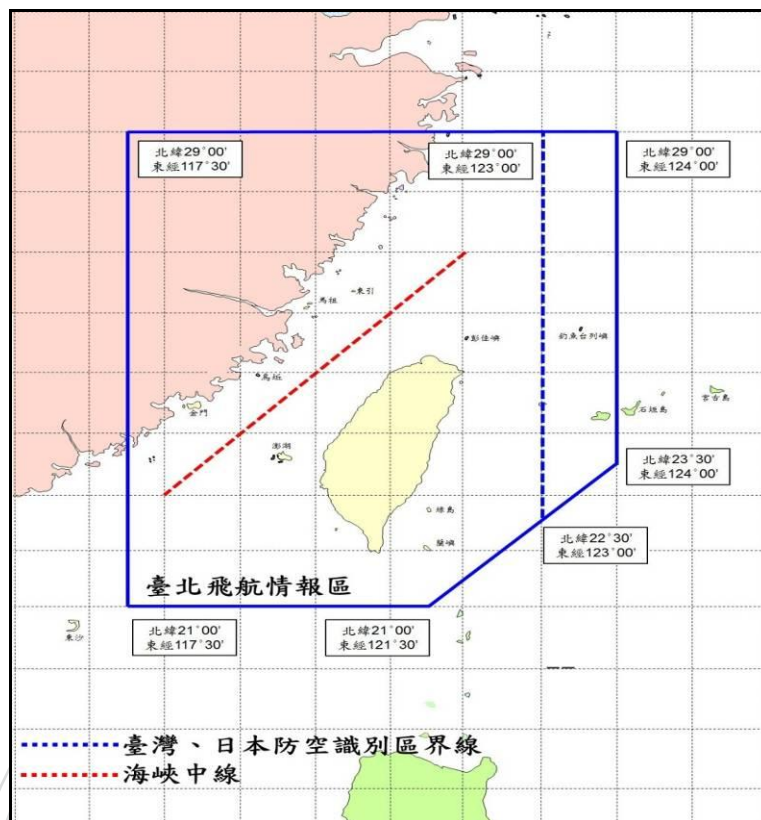 北緯29°00'
東經117°30'
北緯29°00'
東經123°00'
北緯29°00'
東經124°00'
東引
馬祖
彭佳嶼
釣魚台列嶼
烏坵
宮古島
石垣島
金門
澎湖
北緯23°30'
東經124°00'
綠島
北緯22°30'
東經123°00'
蘭嶼
臺北飛航情報區
東沙
北緯21°00'
東經117°30'
北緯21°00'
東經121°30'
臺灣、日本防空識別區界線
海峽中線